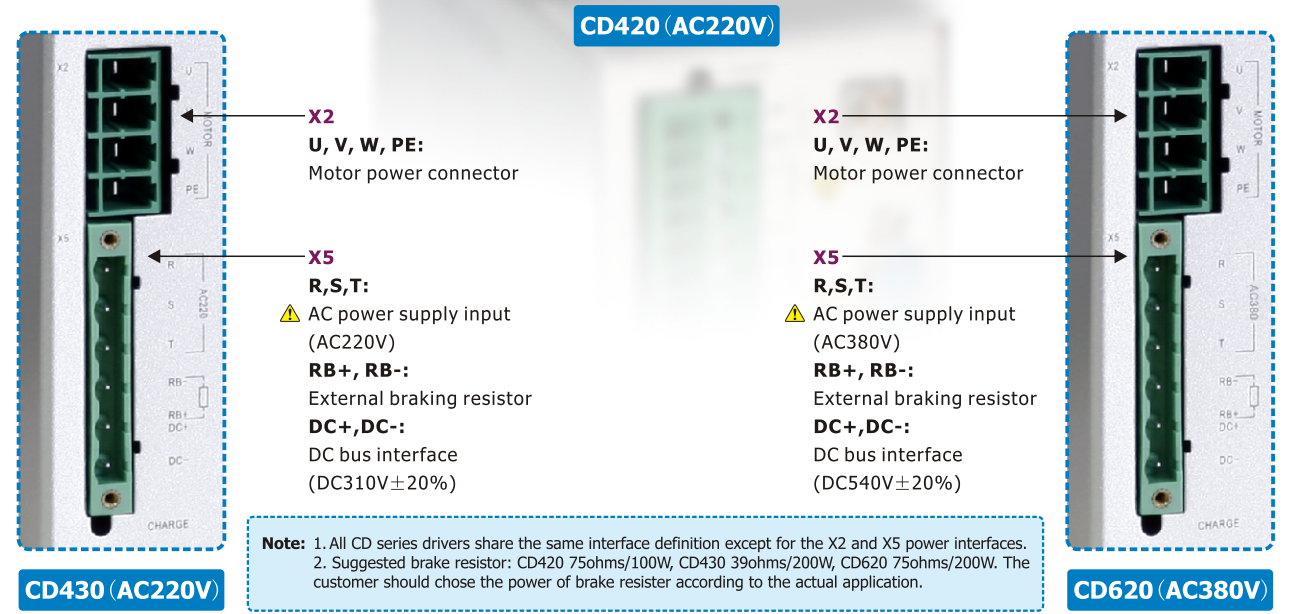 CD420（AC220V）
X2
U
V
W
PE
MOTOR
X5
R
S
T
AC220
RB-
RB+
DC+
DC-
CHARGE
CD430（AC220V）
X2
U, V, W, PE:
Motor power connector
X5
R,S,T:
AC power supply input
(AC220V)
RB+, RB-:
External braking resistor
DC+,DC-:
DC bus interface
(DC310V±20%)
X2
U, V, W, PE:
Motor power connector
X5
R,S,T:
AC power supply input
(AC380V)
RB+, RB-:
External braking resistor
DC+,DC-:
DC bus interface
(DC540V±20%)
X2
U
V
W
PE
MOTOR
X5
R
S
T
AC380
RB-
RB+
DC+
DC-
CHARGE
CD620（AC380V）
Note: 1. All CD series drivers share the same interface definition except for the X2 and X5 power interfaces.
2. Suggested brake resistor: CD420 75ohms/100W, CD430 39ohms/200W, CD620 75ohms/200W. The
customer should chose the power of brake resister according to the actual application.